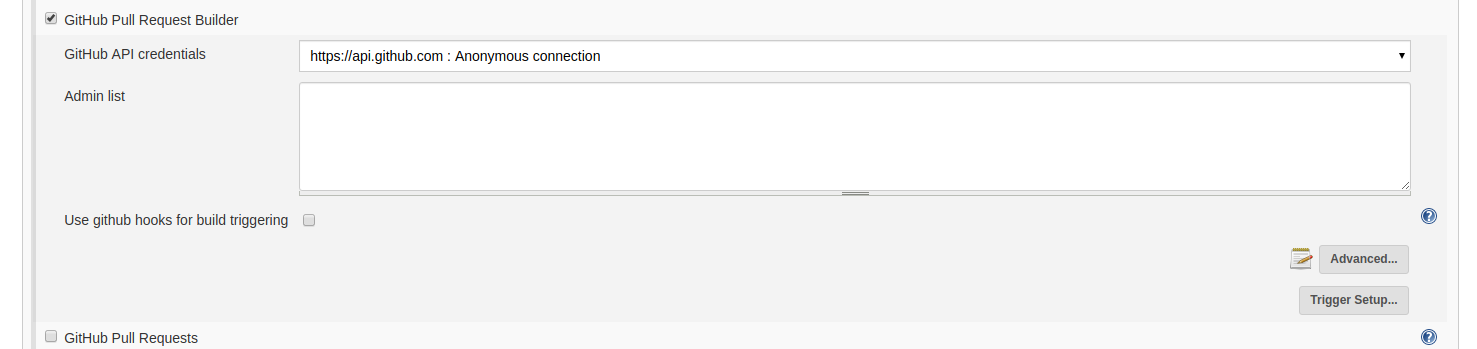 GitHub Pull Request Builder
GitHub API credentials
https://api.github.com : Anonymous connection
Admin list
Use github hooks for build triggering
?
Advanced...
Trigger Setup...
GitHub Pull Requests
?